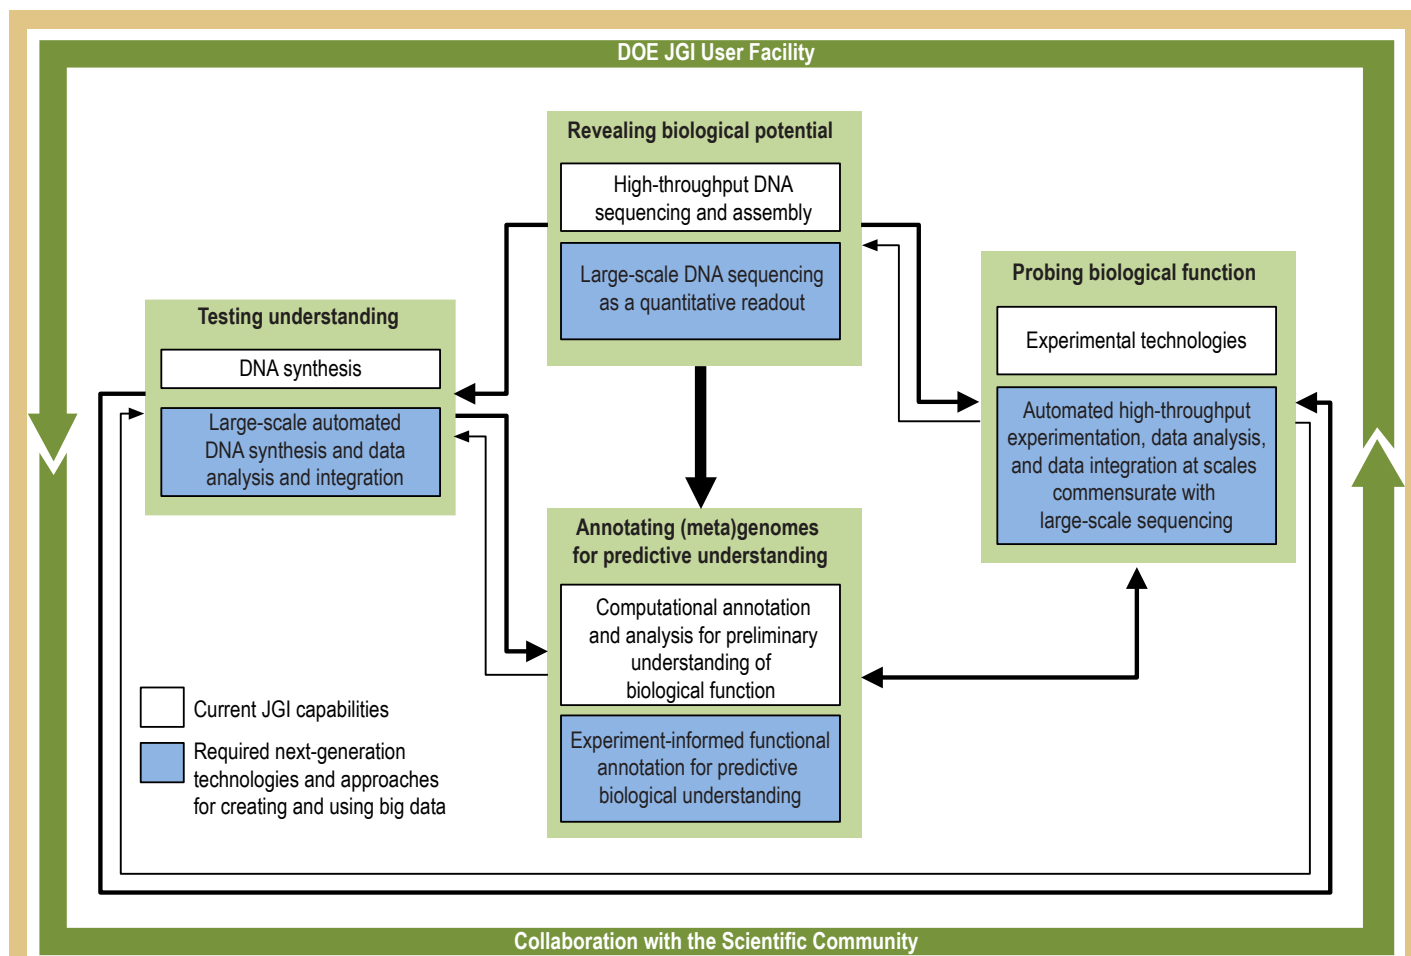 DOE JGI User Facility
Revealing biological potential
High-throughput DNA
sequencing and assembly
Large-scale DNA sequencing
as a quantitative readout
Probing biological function
Experimental technologies
Automated high-throughput
experimentation, data analysis,
and data integration at scales
commensurate with
large-scale sequencing
Testing understanding
DNA synthesis
Large-scale automated
DNA synthesis and data
analysis and integration
Annotating (meta)genomes
for predictive understanding
Computational annotation
and analysis for preliminary
understanding of
biological function
Experiment-informed functional
annotation for predictive
biological understanding
Current JGI capabilities
Required next-generation
technologies and approaches
for creating and using big data
Collaboration with the Scientific Community